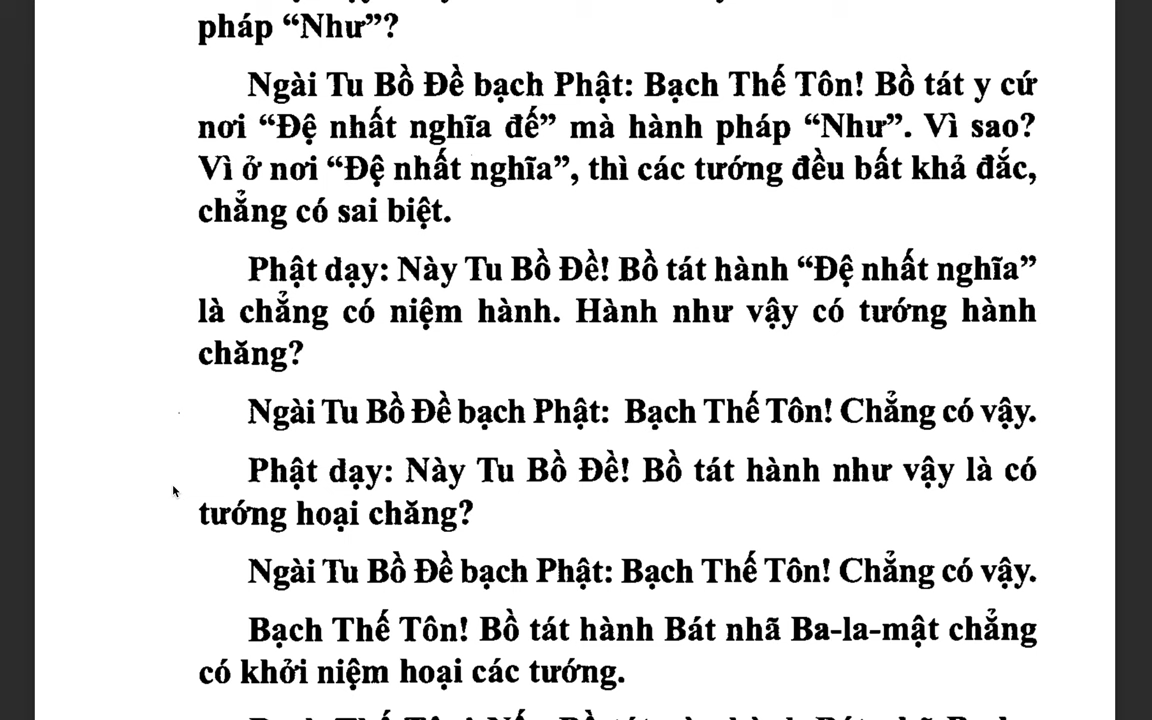 pháp “Như”?
Ngài Tu Bồ Đề bạch Phật: Bạch Thế Tôn! Bồ tát y cứ
nơi “Đệ nhất nghĩa đế” mà hành pháp “Như”. Vì sao?
Vì ở nơi “Đệ nhất nghĩa”, thì các tướng đều bất khả đắc,
chẳng có sai biệt.
Phật dạy: Này Tu Bồ Đề! Bồ tát hành “Đệ nhất nghĩa”
là chẳng có niệm hành. Hành như vậy có tướng hành
chăng?
Ngài Tu Bồ Đề bạch Phật: Bạch Thế Tôn! Chẳng có vậy.
Phật dạy: Này Tu Bồ Đề! Bồ tát hành như vậy là có
tướng hoại chăng?
Ngài Tu Bồ Đề bạch Phật: Bạch Thế Tôn! Chẳng có vậy.
Bạch Thế Tôn! Bồ tát hành Bát nhã Ba-la-mật chẳng
có khởi niệm hoại các tướng.